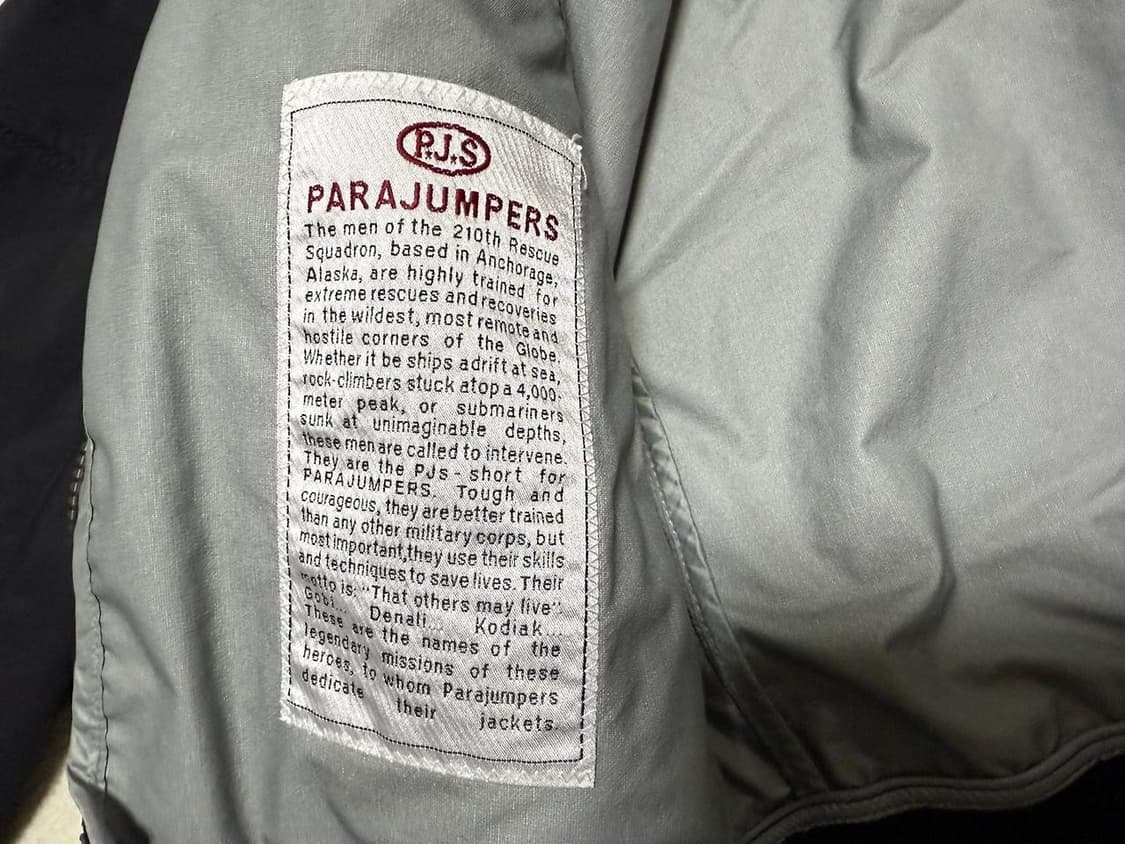 P.J.S
PARAJUMPERS
The men of the 210th Rescue
Squadron, based in Anchorage,
Alaska, are highly trained for
extreme rescues and recoveries
in the wildest, most remote and
hostile corners of the Globe.
Whether it be ships adrift at sea,
rock-climbers stuck atop a 4,000-
meter peak, or submariners
sunk at unimaginable depths,
these men are called to intervene.
They are the PJs - short for
PARAJUMPERS. Tough and
courageous, they are better trained
than any other military corps, but
most important,they use their skills
and techniques to save lives. Their
motto is: "That others may live".
Gobi... Denali... Kodiak...
These are the names of the
legendary missions of these
heroes, to whom Parajumpers
dedicate their jackets.